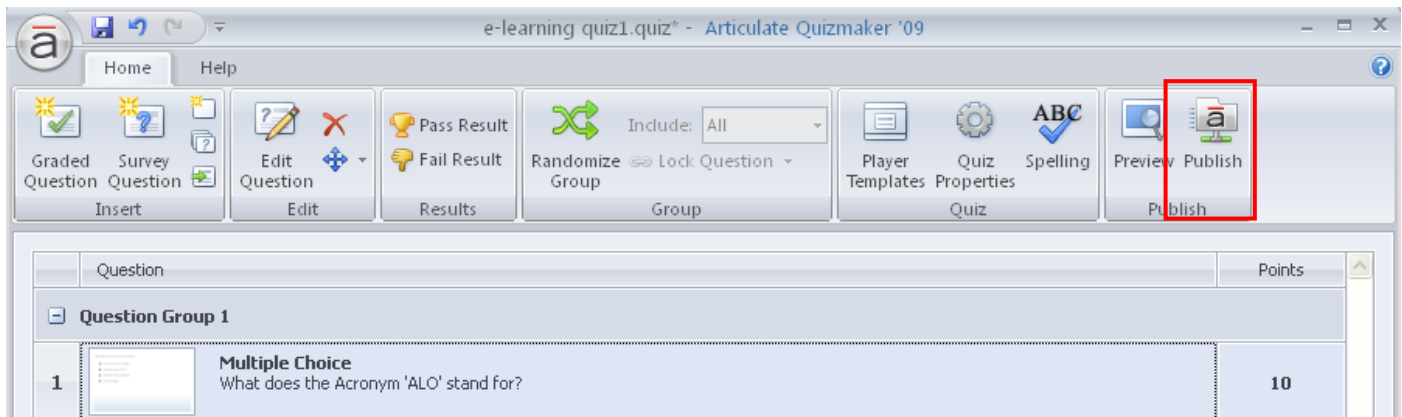 e-learning quiz1.quiz* - Articulate Quizmaker '09
Home Help
Graded Question
Survey Question
Insert
Edit Question
Edit
Pass Result
Fail Result
Results
Randomize Group
Include: All
Lock Question
Group
Player Templates
Quiz Properties
ABC
Spelling
Quiz
Preview
Publish
Publish
Question Points
Question Group 1
Multiple Choice
1 What does the Acronym 'ALO' stand for? 10